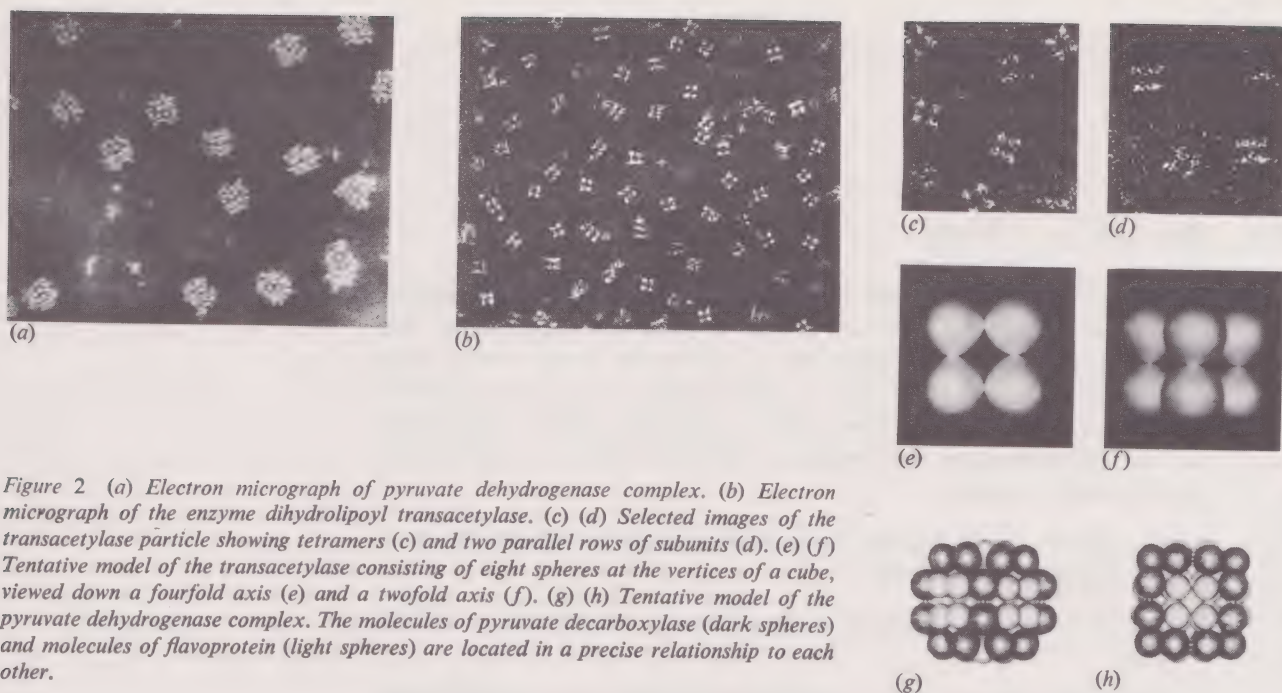 (a)
(b)
(c)
(d)
(e)
(f)
Figure 2 (a) Electron micrograph of pyruvate dehydrogenase complex. (b) Electron
micrograph of the enzyme dihydrolipoyl transacetylase. (c) (d) Selected images of the
transacetylase particle showing tetramers (c) and two parallel rows of subunits (d). (e) (f)
Tentative model of the transacetylase consisting of eight spheres at the vertices of a cube,
viewed down a fourfold axis (e) and a twofold axis (f). (g) (h) Tentative model of the
pyruvate dehydrogenase complex. The molecules of pyruvate decarboxylase (dark spheres)
and molecules of flavoprotein (light spheres) are located in a precise relationship to each
other.
(g)
(h)